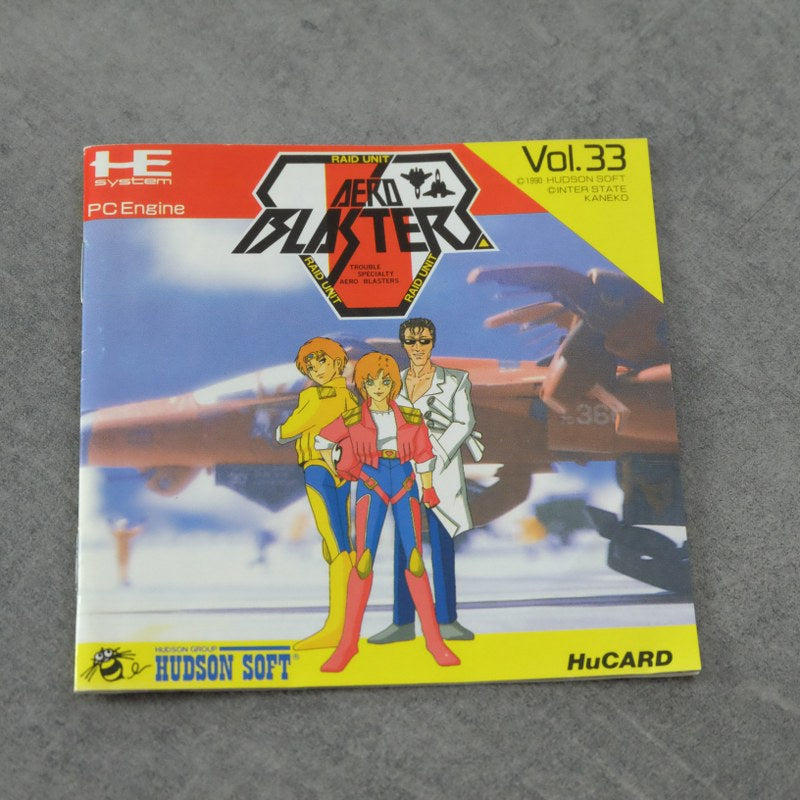 HE
system
PC Engine
RAID UNIT
AERO
BLASTERS
TROUBLE
SPECIALTY
AERO BLASTERS
RAID UNIT
RAID UNIT
Vol.33
©1990 HUDSON SOFT
©INTER STATE
KANEKO
36
HUDSON GROUP
HUDSON SOFT®
HuCARD